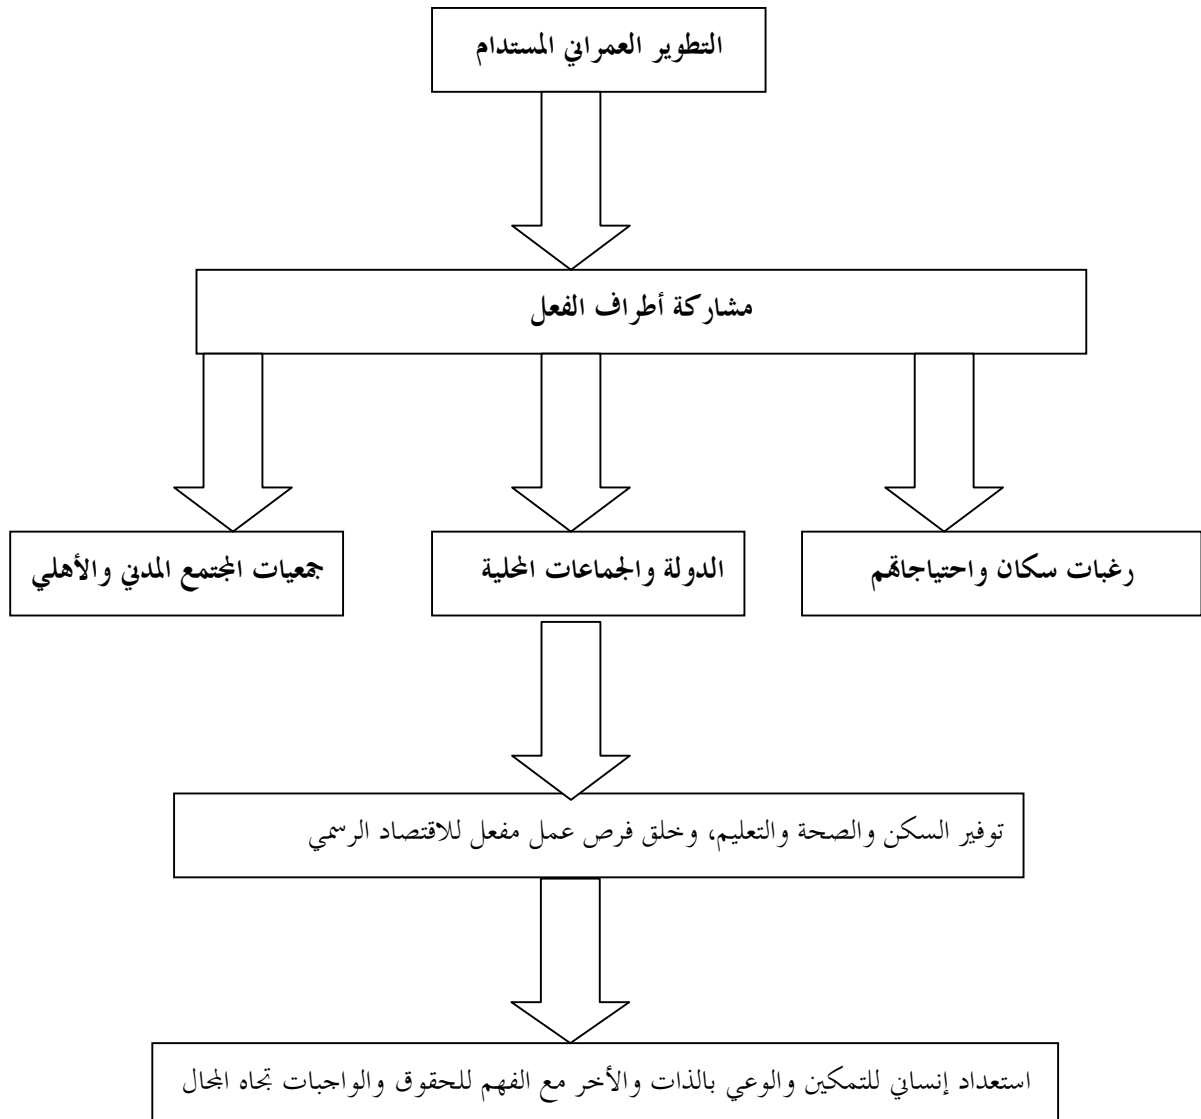 التطوير العمراني المستدام
مشاركة أطراف الفعل
رغبات سكان واحتياجاتهم
الدولة والجماعات المحلية
جمعيات المجتمع المدني والأهلي
توفير السكن والصحة والتعليم، وخلق فرص عمل مفعل للاقتصاد الرسمي
استعداد إنساني للتمكين والوعي بالذات والأخر مع الفهم للحقوق والواجبات تجاه المجال